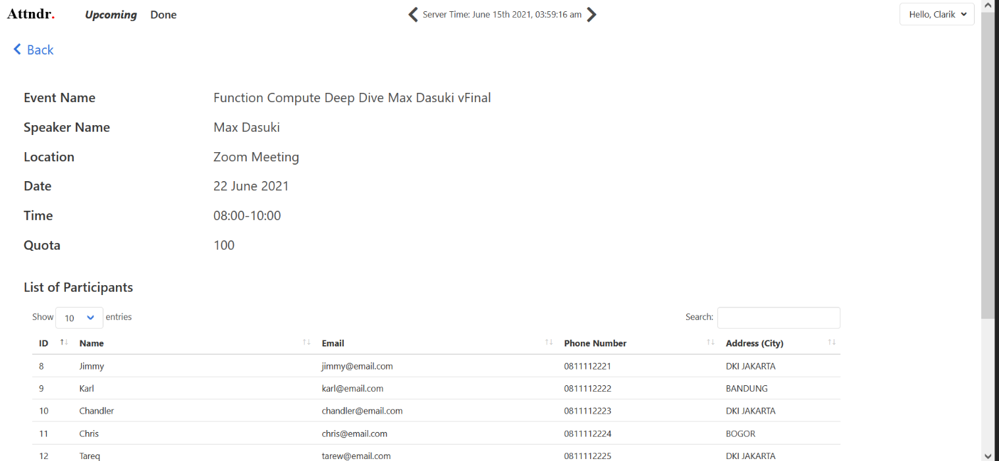 Attndr. Upcoming Done Server Time: June 15th 2021, 03:59:16 am Hello, Clarik
Back
Event Name Function Compute Deep Dive Max Dasuki vFinal
Speaker Name Max Dasuki
Location Zoom Meeting
Date 22 June 2021
Time 08:00-10:00
Quota 100
List of Participants
Show 10 entries Search:
ID Name Email Phone Number Address (City)
8 Jimmy jimmy@email.com 0811112221 DKI JAKARTA
9 Karl karl@email.com 0811112222 BANDUNG
10 Chandler chandler@email.com 0811112223 DKI JAKARTA
11 Chris chris@email.com 0811112224 BOGOR
12 Tareq tarew@email.com 0811112225 DKI JAKARTA